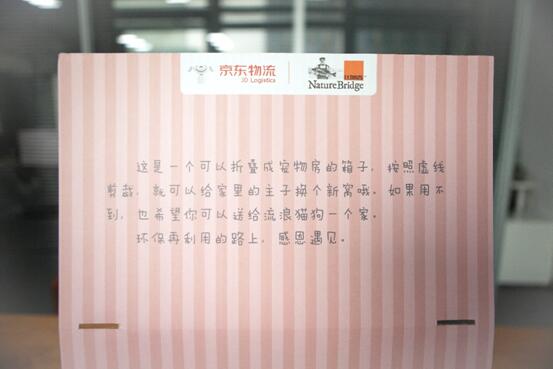 京东物流
JD Logistics
NatureBridge
这是一个可以折叠成宠物房的箱子，按照虚线
剪裁，就可以给家里的主子换个新窝哦。如果用不
到，也希望你可以送给流浪猫狗一个家。
环保再利用的路上，感恩遇见。